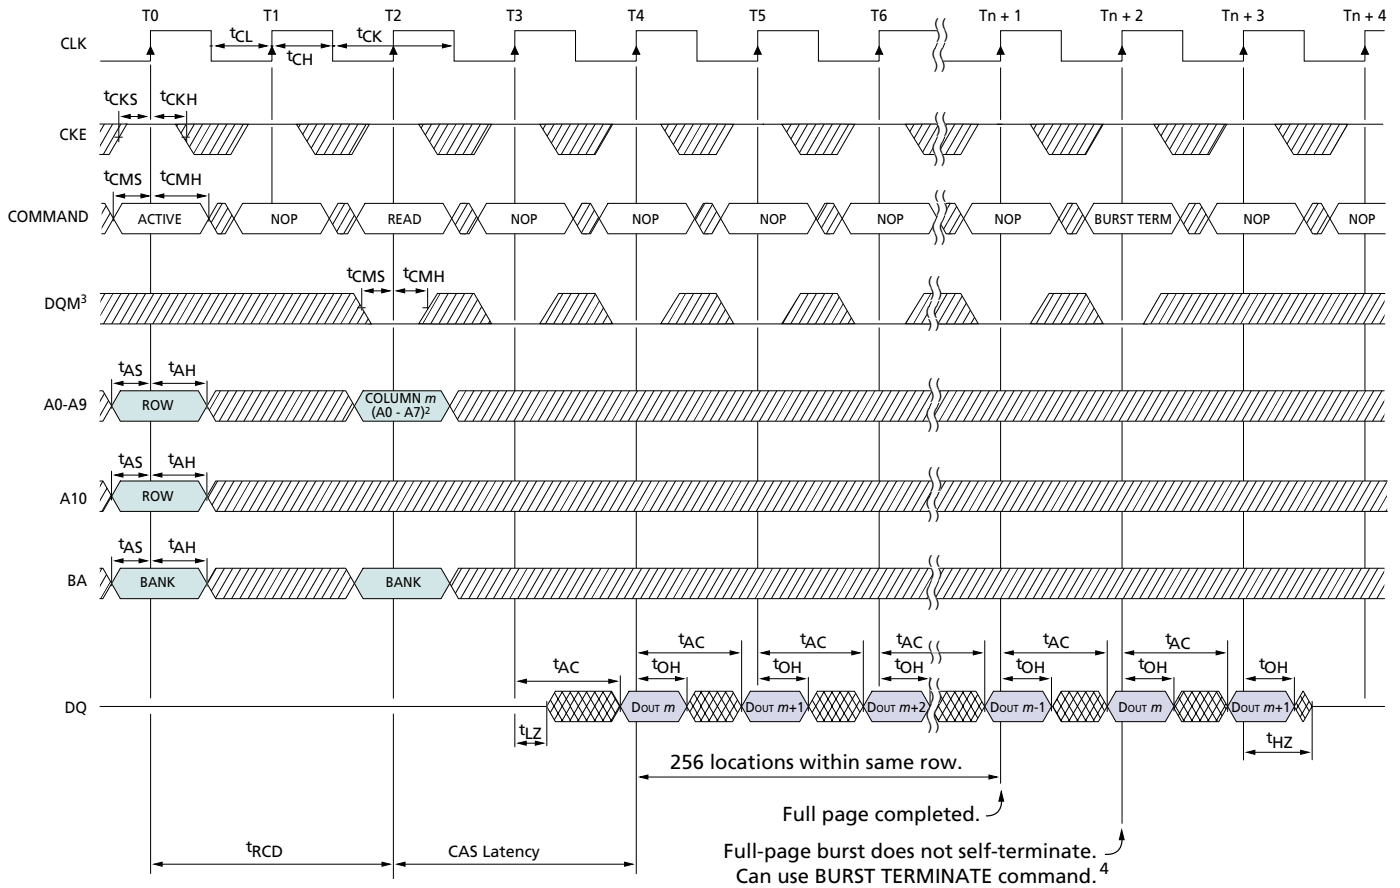 T0 T1 T2 T3 T4 T5 T6 Tn + 1 Tn + 2 Tn + 3 Tn + 4
CLK tCL tCH tCK
tCKS tCKH
CKE
tCMS tCMH
COMMAND ACTIVE NOP READ NOP NOP NOP NOP NOP BURST TERM NOP NOP
tCMS tCMH
DQM3
tAS tAH
A0-A9 ROW COLUMN m
(A0 - A7)2
tAS tAH
A10 ROW
tAS tAH
BA BANK BANK
tAC tAC tAC tAC tAC tAC
tOH tOH tOH tOH tOH tOH
DQ DOUT m DOUT m+1 DOUT m+2 DOUT m-1 DOUT m DOUT m+1
tLZ tHZ
256 locations within same row.
Full page completed.
tRCD CAS Latency
Full-page burst does not self-terminate.
Can use BURST TERMINATE command.4